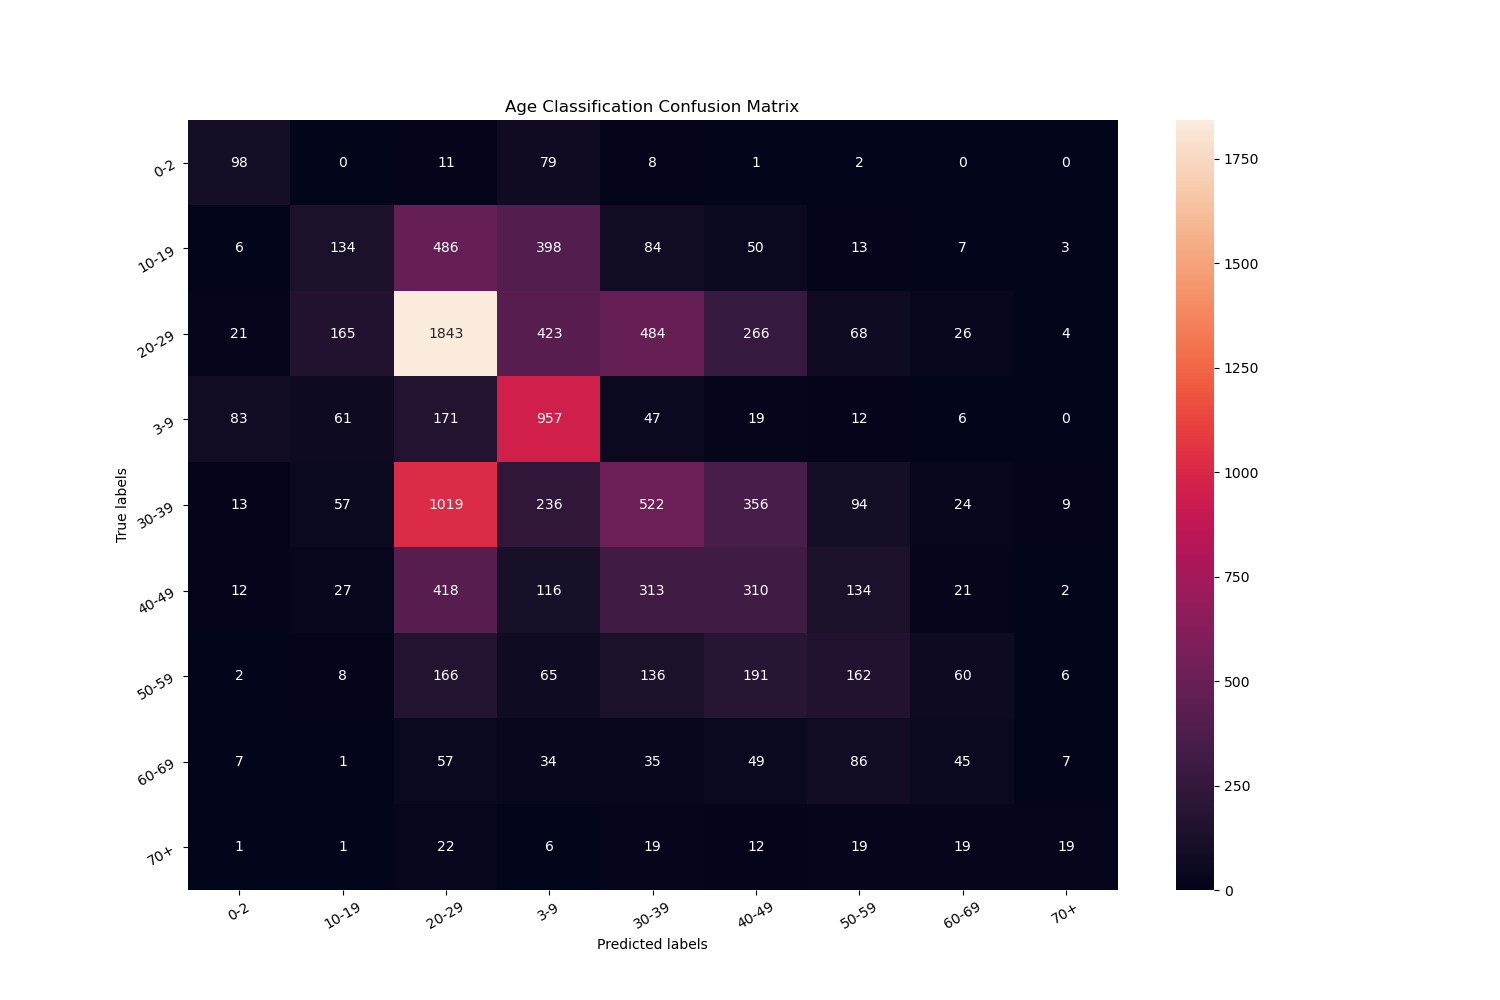 Age Classification Confusion Matrix
0-2 98 0 11 79 8 1 2 0 0
10-19 6 134 486 398 84 50 13 7 3
20-29 21 165 1843 423 484 266 68 26 4
3-9 83 61 171 957 47 19 12 6 0
30-39 13 57 1019 236 522 356 94 24 9
40-49 12 27 418 116 313 310 134 21 2
50-59 2 8 166 65 136 191 162 60 6
60-69 7 1 57 34 35 49 86 45 7
70+ 1 1 22 6 19 12 19 19 19
0-2 10-19 20-29 3-9 30-39 40-49 50-59 60-69 70+
Predicted labels
True labels
1750
1500
1250
1000
750
500
250
0